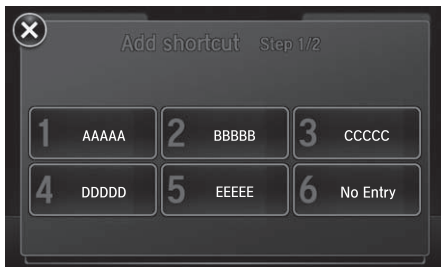 Add shortcut Step 1/2
1 AAAAA 2 BBBBB 3 CCCCC
4 DDDDD 5 EEEEE 6 No Entry